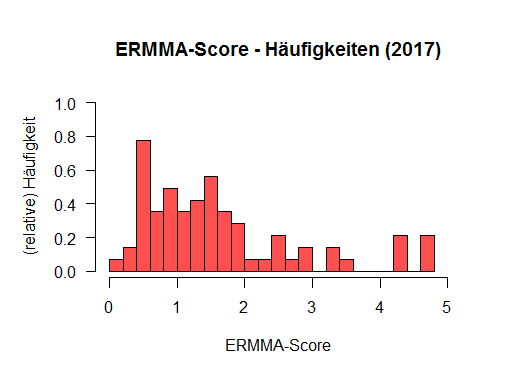 ERMMA-Score - Häufigkeiten (2017)
(relative) Häufigkeit
1.0
0.8
0.6
0.4
0.2
0.0
0 1 2 3 4 5
ERMMA-Score